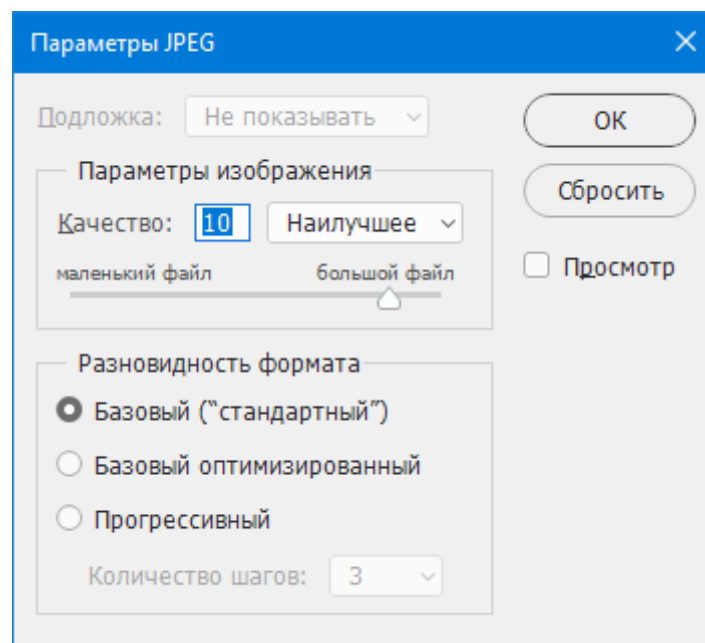 Параметры JPEG
Подложка: Не показывать
ОК
Параметры изображения
Сбросить
Качество: 10 Наилучшее
маленький файл большой файл
Просмотр
Разновидность формата
Базовый (“стандартный”)
Базовый оптимизированный
Прогрессивный
Количество шагов: 3